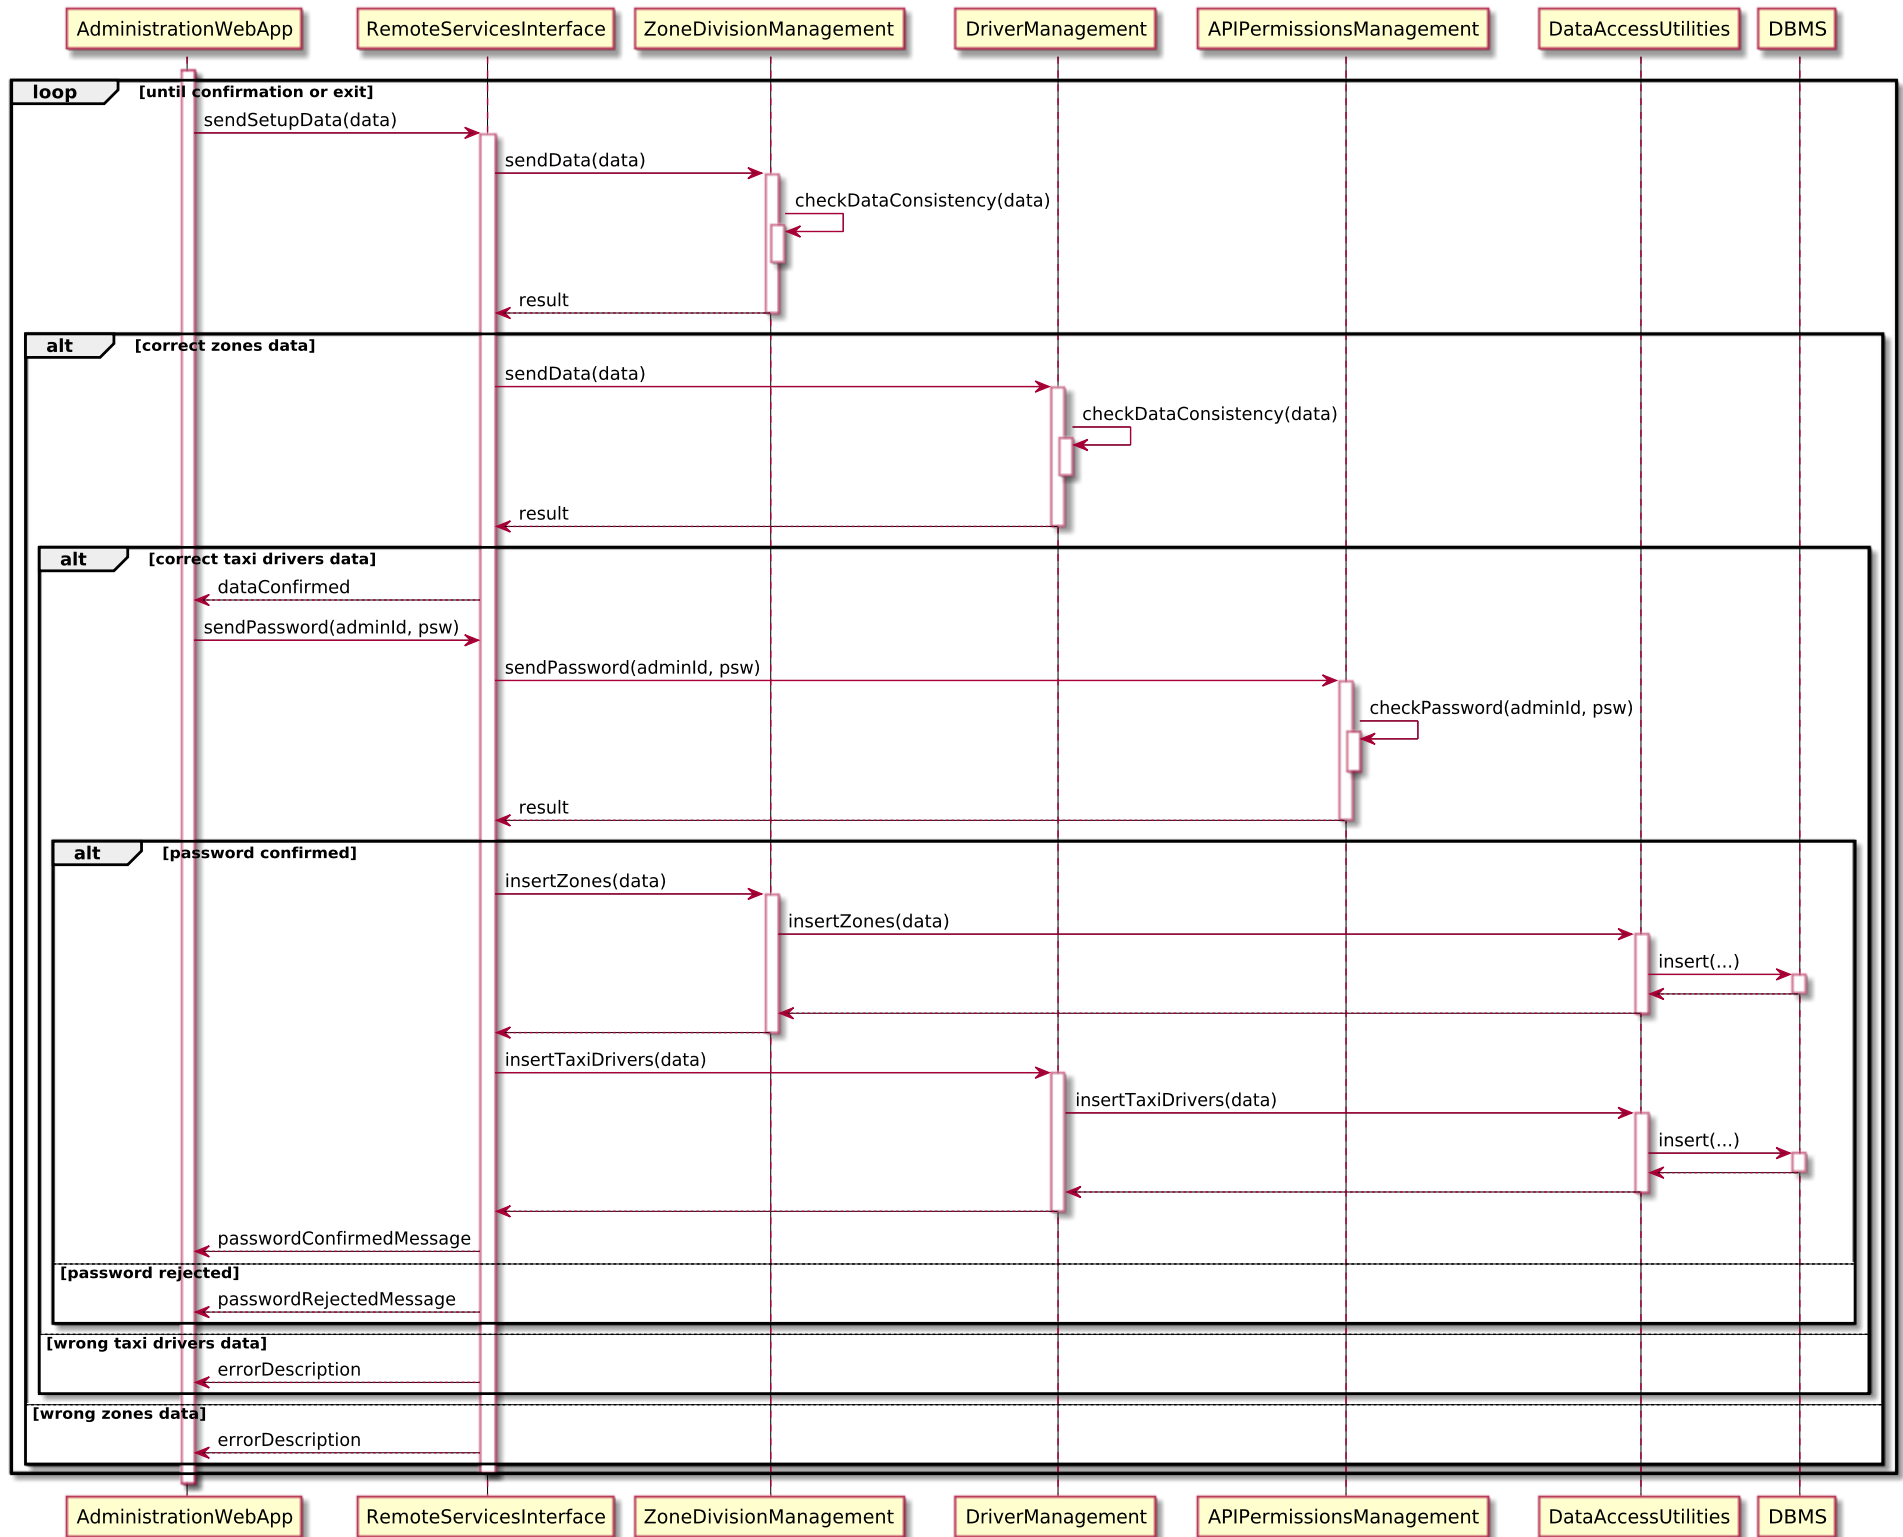 AdministrationWebApp RemoteServicesInterface ZoneDivisionManagement DriverManagement APIPermissionsManagement DataAccessUtilities DBMS
loop [until confirmation or exit]
sendSetupData(data)
sendData(data)
checkDataConsistency(data)
result
alt [correct zones data]
sendData(data)
checkDataConsistency(data)
result
alt [correct taxi drivers data]
dataConfirmed
sendPassword(adminId, psw)
sendPassword(adminId, psw)
checkPassword(adminId, psw)
result
alt [password confirmed]
insertZones(data)
insertZones(data)
insert(...)
insertTaxiDrivers(data)
insertTaxiDrivers(data)
insert(...)
passwordConfirmedMessage
[password rejected]
passwordRejectedMessage
[wrong taxi drivers data]
errorDescription
[wrong zones data]
errorDescription
AdministrationWebApp RemoteServicesInterface ZoneDivisionManagement DriverManagement APIPermissionsManagement DataAccessUtilities DBMS